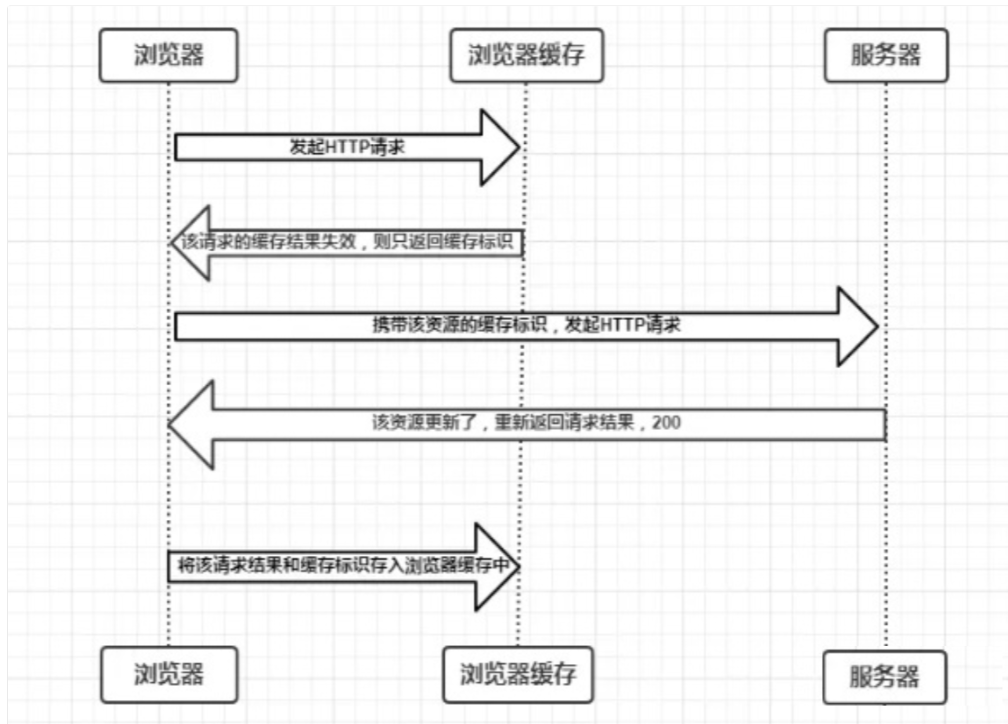 浏览器
浏览器缓存
服务器
发起HTTP请求
该请求的缓存结果失效，则只返回缓存标识
携带该资源的缓存标识，发起HTTP请求
该资源更新了，重新返回请求结果，200
将该请求结果和缓存标识存入浏览器缓存中
浏览器
浏览器缓存
服务器